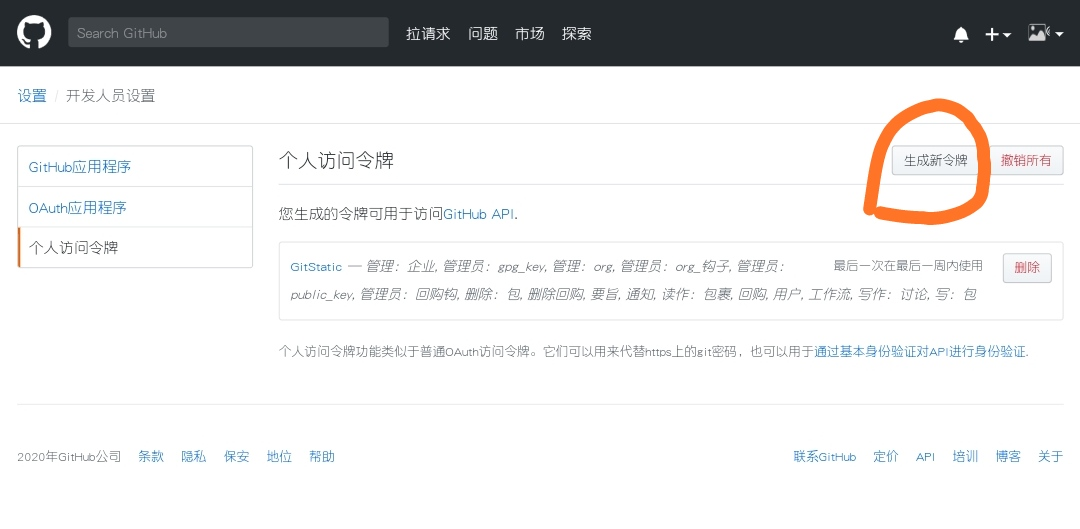 Search GitHub 拉请求 问题 市场 探索
设置 / 开发人员设置
GitHub应用程序
OAuth应用程序
个人访问令牌
个人访问令牌 生成新令牌 撤销所有
您生成的令牌可用于访问GitHub API.
GitStatic — 管理：企业, 管理员：gpg_key, 管理：org, 管理员：org_钩子, 管理员： 最后一次在最后一周内使用 删除
public_key, 管理员：回购钩, 删除：包, 删除回购, 要旨, 通知, 读作：包裹, 回购, 用户, 工作流, 写作：讨论, 写：包
个人访问令牌功能类似于普通OAuth访问令牌。它们可以用来代替https上的git密码，也可以用于通过基本身份验证对API进行身份验证.
2020年GitHub公司 条款 隐私 保安 地位 帮助 联系GitHub 定价 API 培训 博客 关于